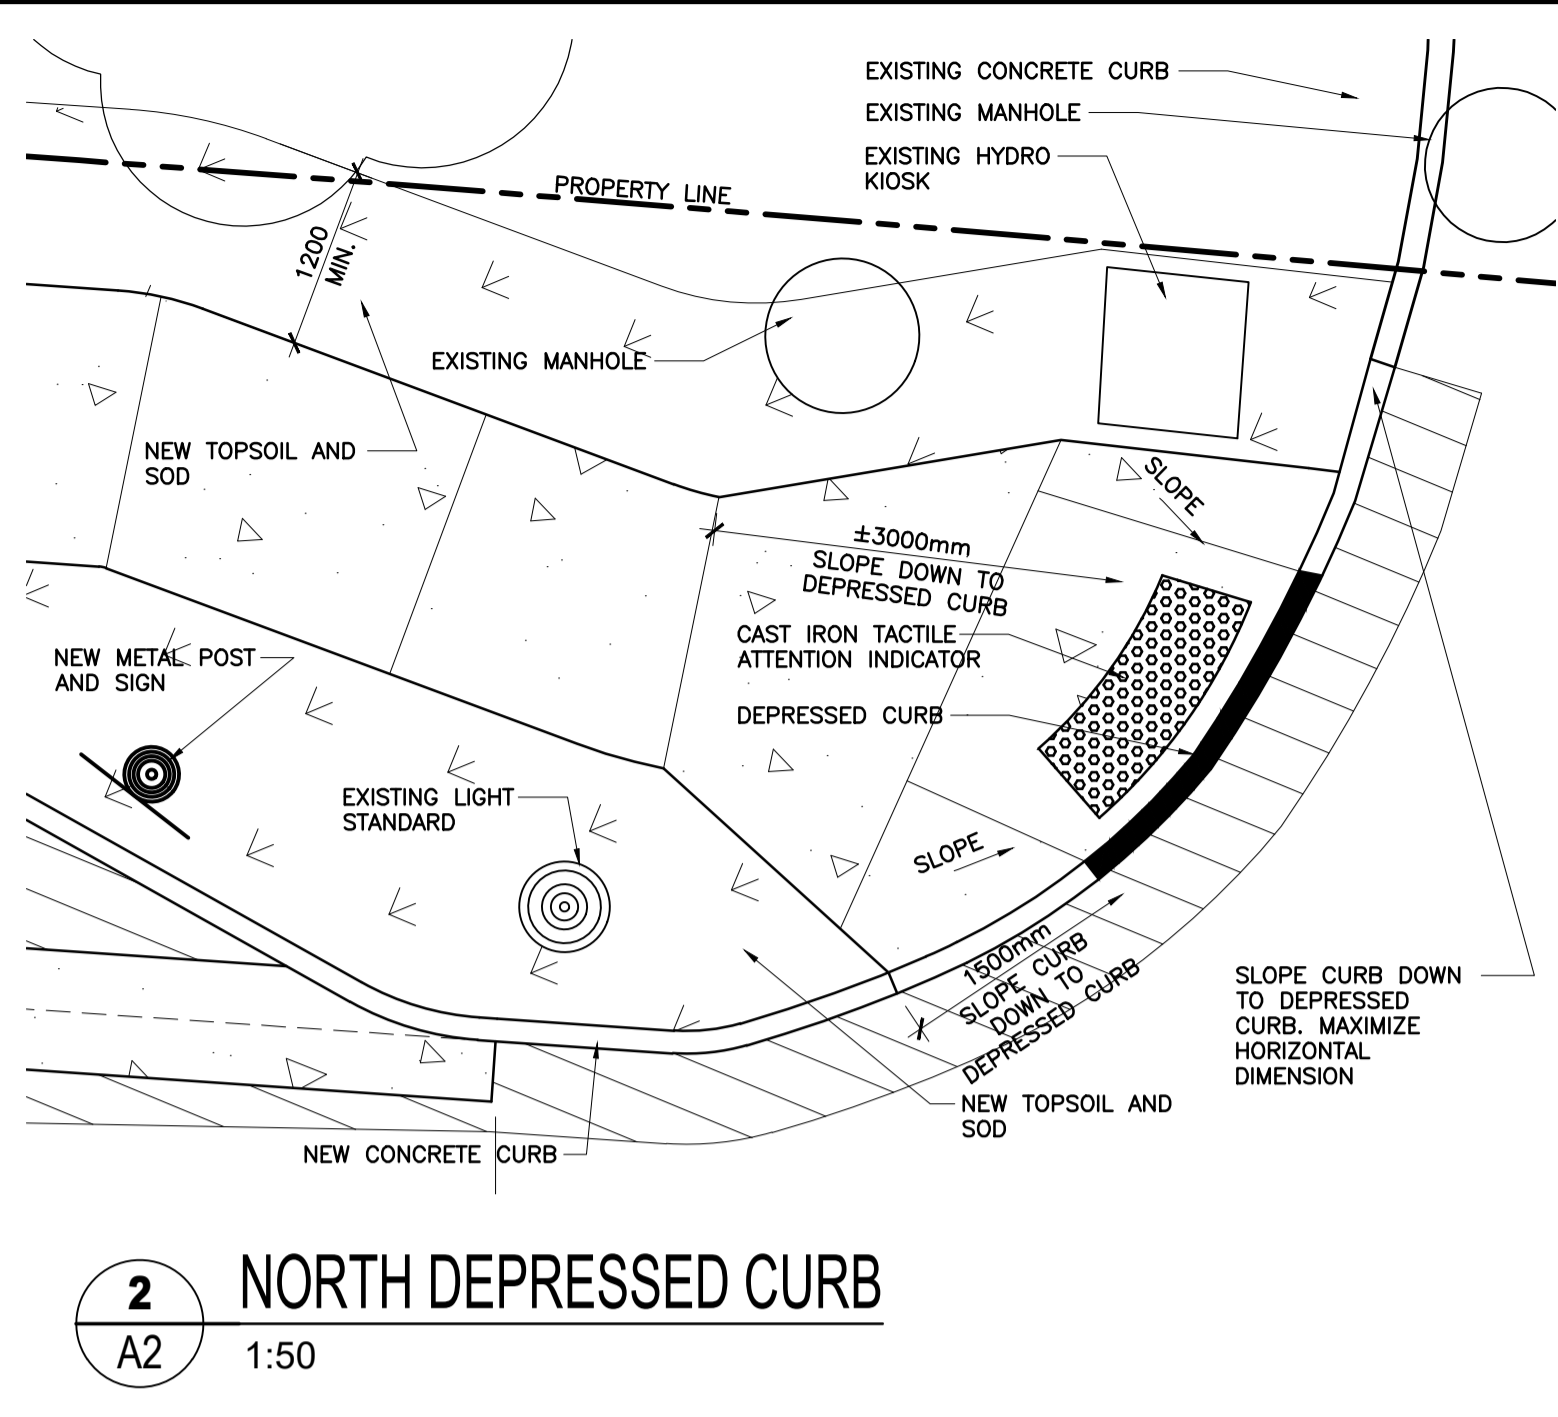 EXISTING CONCRETE CURB
EXISTING MANHOLE
EXISTING HYDRO
KIOSK
PROPERTY LINE
1200
MIN.
EXISTING MANHOLE
NEW TOPSOIL AND
SOD
SLOPE
±3000mm
SLOPE DOWN TO
DEPRESSED CURB
CAST IRON TACTILE
ATTENTION INDICATOR
NEW METAL POST
AND SIGN
DEPRESSED CURB
EXISTING LIGHT
STANDARD
SLOPE
1500mm
SLOPE CURB
DOWN TO
DEPRESSED CURB
SLOPE CURB DOWN
TO DEPRESSED
CURB. MAXIMIZE
HORIZONTAL
DIMENSION
NEW TOPSOIL AND
SOD
NEW CONCRETE CURB
2
A2
NORTH DEPRESSED CURB
1:50